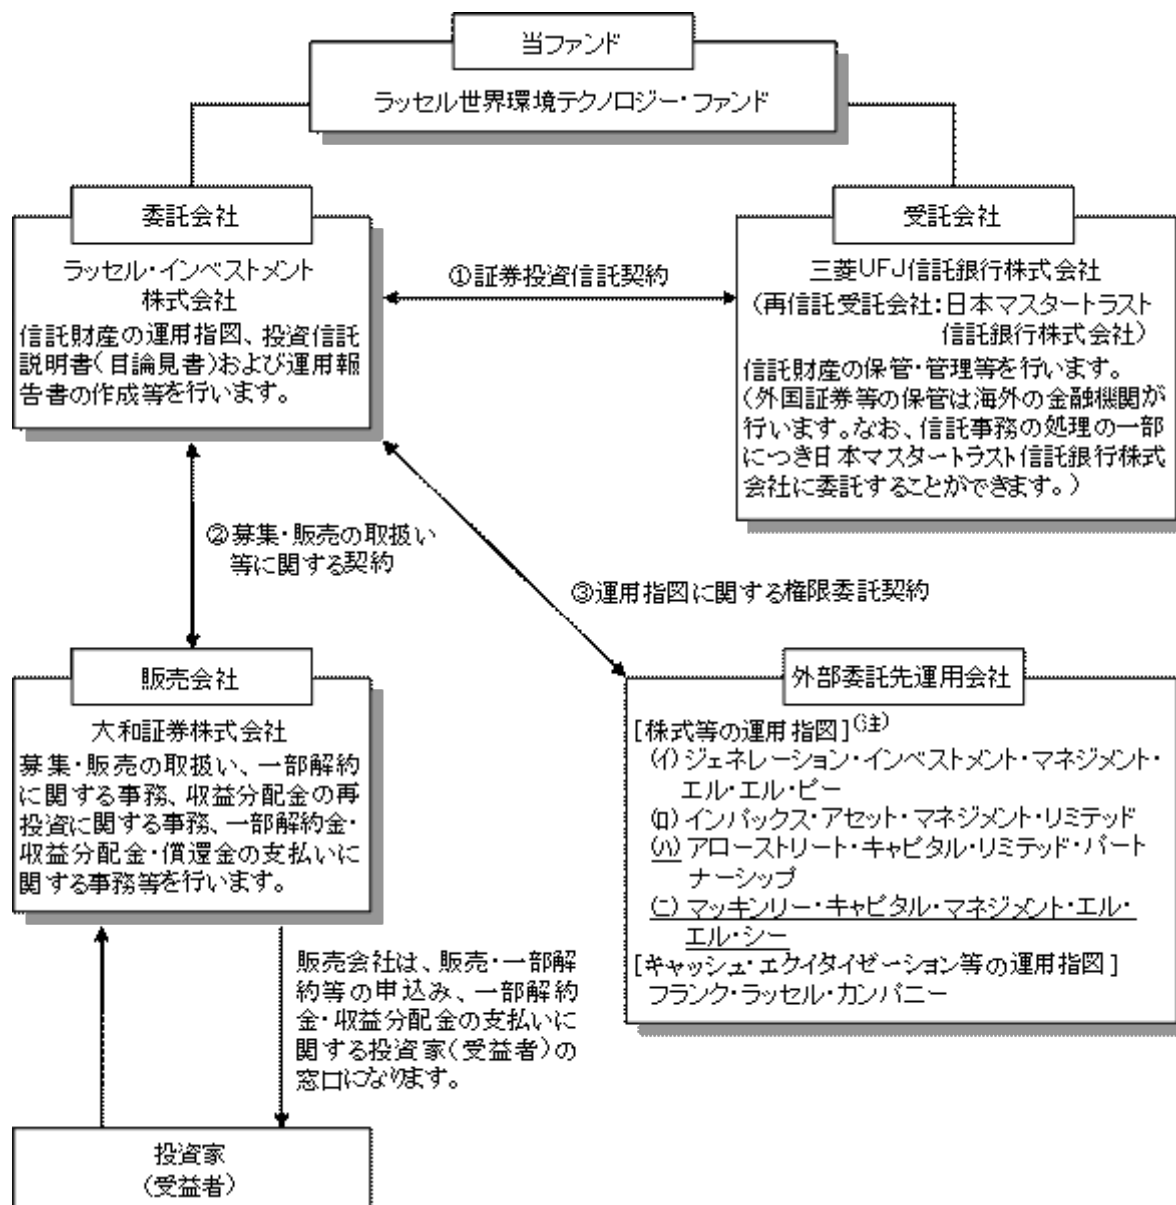 当ファンド
ラッセル世界環境テクノロジー・ファンド
委託会社
ラッセル・インベストメント
株式会社
信託財産の運用指図、投資信託
説明書(目論見書)および運用報
告書の作成等を行います。
①証券投資信託契約
受託会社
三菱UFJ信託銀行株式会社
(再信託受託会社:日本マスタートラスト
信託銀行株式会社)
信託財産の保管・管理等を行います。
(外国証券等の保管は海外の金融機関が
行います。なお、信託事務の処理の一部
につき日本マスタートラスト信託銀行株式
会社に委託することができます。)
②募集・販売の取扱い
等に関する契約
③運用指図に関する権限委託契約
販売会社
大和証券株式会社
募集・販売の取扱い、一部解約
に関する事務、収益分配金の再
投資に関する事務、一部解約金・
収益分配金・償還金の支払いに
関する事務等を行います。
外部委託先運用会社
[株式等の運用指図](注)
(イ)ジェネレーション・インベストメント・マネジメント・
エル・エル・ピー
(ロ)インパックス・アセット・マネジメント・リミテッド
(ハ)アローストリート・キャピタル・リミテッド・パート
ナーシップ
(ニ)マッキンリー・キャピタル・マネジメント・エル・
エル・シー
[キャッシュ・エクイタイゼーション等の運用指図]
フランク・ラッセル・カンパニー
販売会社は、販売・一部解
約等の申込み、一部解約
金・収益分配金の支払いに
関する投資家(受益者)の
窓口になります。
投資家
(受益者)